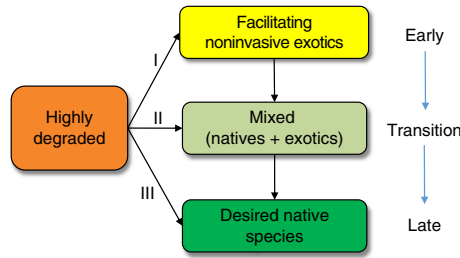 Facilitating
noninvasive exotics
Early
I
Highly
degraded
II
Mixed
(natives + exotics)
Transition
III
Desired native
species
Late